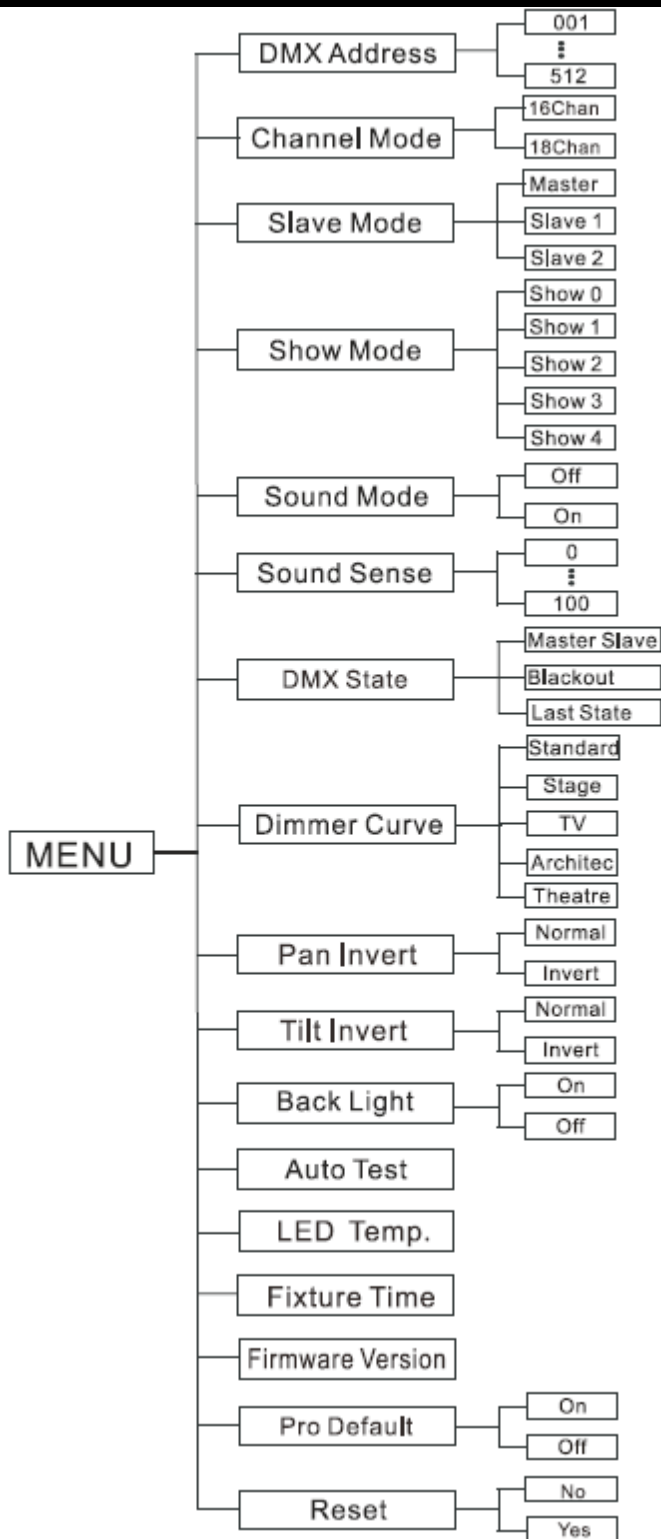 MENU
DMX Address
001
512
Channel Mode
16Chan
18Chan
Slave Mode
Master
Slave 1
Slave 2
Show Mode
Show 0
Show 1
Show 2
Show 3
Show 4
Sound Mode
Off
On
Sound Sense
0
100
DMX State
Master Slave
Blackout
Last State
Dimmer Curve
Standard
Stage
TV
Architec
Theatre
Pan Invert
Normal
Invert
Tilt Invert
Normal
Invert
Back Light
On
Off
Auto Test
LED Temp.
Fixture Time
Firmware Version
Pro Default
On
Off
Reset
No
Yes